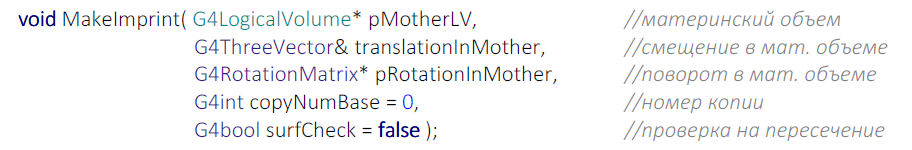 void MakeImprint( G4LogicalVolume* pMotherLV, //материнский объем
G4ThreeVector& translationInMother, //смещение в мат. объеме
G4RotationMatrix* pRotationInMother, //поворот в мат. объеме
G4int copyNumBase = 0, //номер копии
G4bool surfCheck = false ); //проверка на пересечение